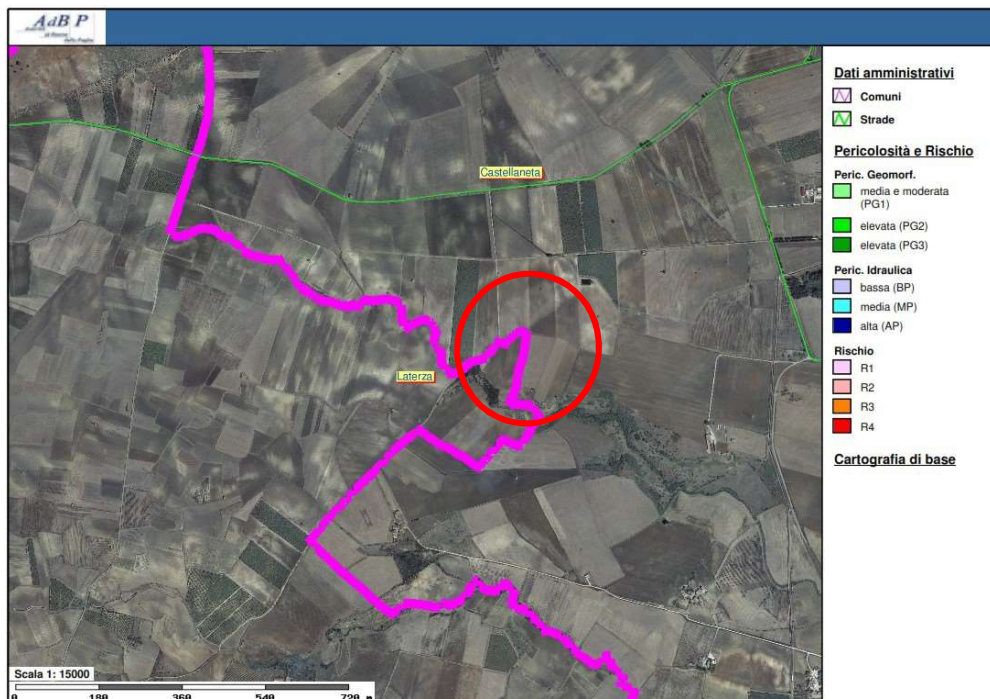 AdB P
della Puglia
Dati amministrativi
Comuni
Strade
Pericolosità e Rischio
Peric. Geomorf.
media e moderata
(PG1)
elevata (PG2)
elevata (PG3)
Peric. Idraulica
bassa (BP)
media (MP)
alta (AP)
Rischio
R1
R2
R3
R4
Cartografia di base
Castellaneta
Laterza
Scala 1: 15000
0 180 360 540 720 m